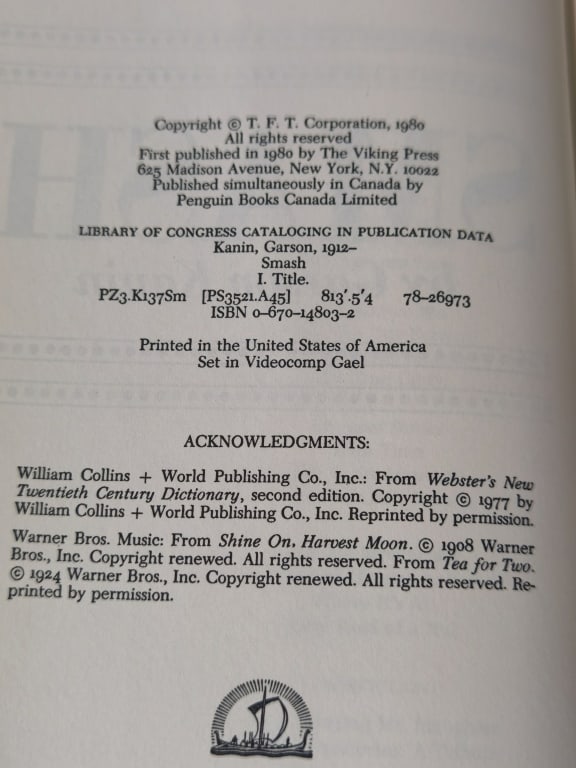 Copyright © T. F. T. Corporation, 1980
All rights reserved
First published in 1980 by The Viking Press
625 Madison Avenue, New York, N.Y. 10022
Published simultaneously in Canada by
Penguin Books Canada Limited
LIBRARY OF CONGRESS CATALOGING IN PUBLICATION DATA
Kanin, Garson, 1912–
Smash
I. Title.
PZ3.K137Sm [PS3521.A45] 813'.5'4 78–26973
ISBN 0–670–14803–2
Printed in the United States of America
Set in Videocomp Gael
ACKNOWLEDGMENTS:
William Collins + World Publishing Co., Inc.: From Webster's New
Twentieth Century Dictionary, second edition. Copyright © 1977 by
William Collins + World Publishing Co., Inc. Reprinted by permission.
Warner Bros. Music: From Shine On, Harvest Moon. © 1908 Warner
Bros., Inc. Copyright renewed. All rights reserved. From Tea for Two.
© 1924 Warner Bros., Inc. Copyright renewed. All rights reserved. Re-
printed by permission.